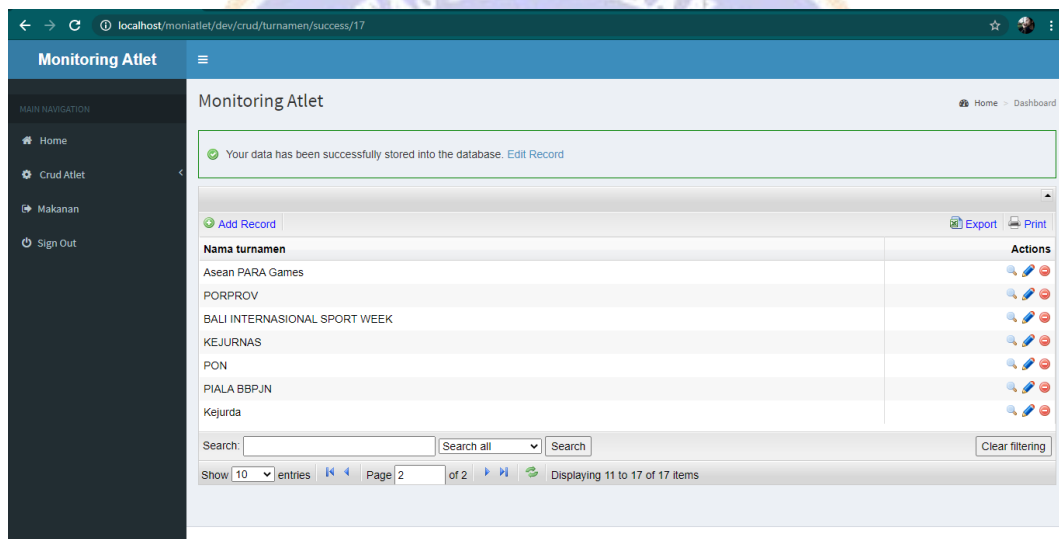 localhost/moniatlet/dev/crud/turnamen/success/17
Monitoring Atlet
MAIN NAVIGATION
Home
Crud Atlet
Makanan
Sign Out
Monitoring Atlet
Home > Dashboard
Your data has been successfully stored into the database. Edit Record
Add Record Export Print
Nama turnamen Actions
Asean PARA Games
PORPROV
BALI INTERNASIONAL SPORT WEEK
KEJURNAS
PON
PIALA BBPJN
Kejurda
Search: Search all Search Clear filtering
Show 10 entries Page 2 of 2 Displaying 11 to 17 of 17 items